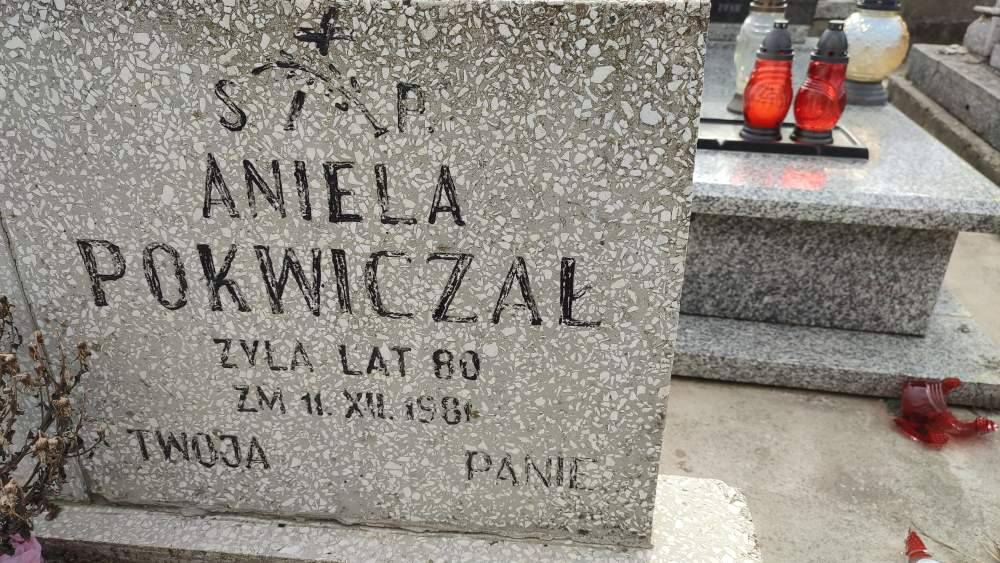 Ś P.
ANIELA
POKWICZAŁ
ŻYLA LAT 80
ZM 11. XII. 1981
TWOJA PANIE